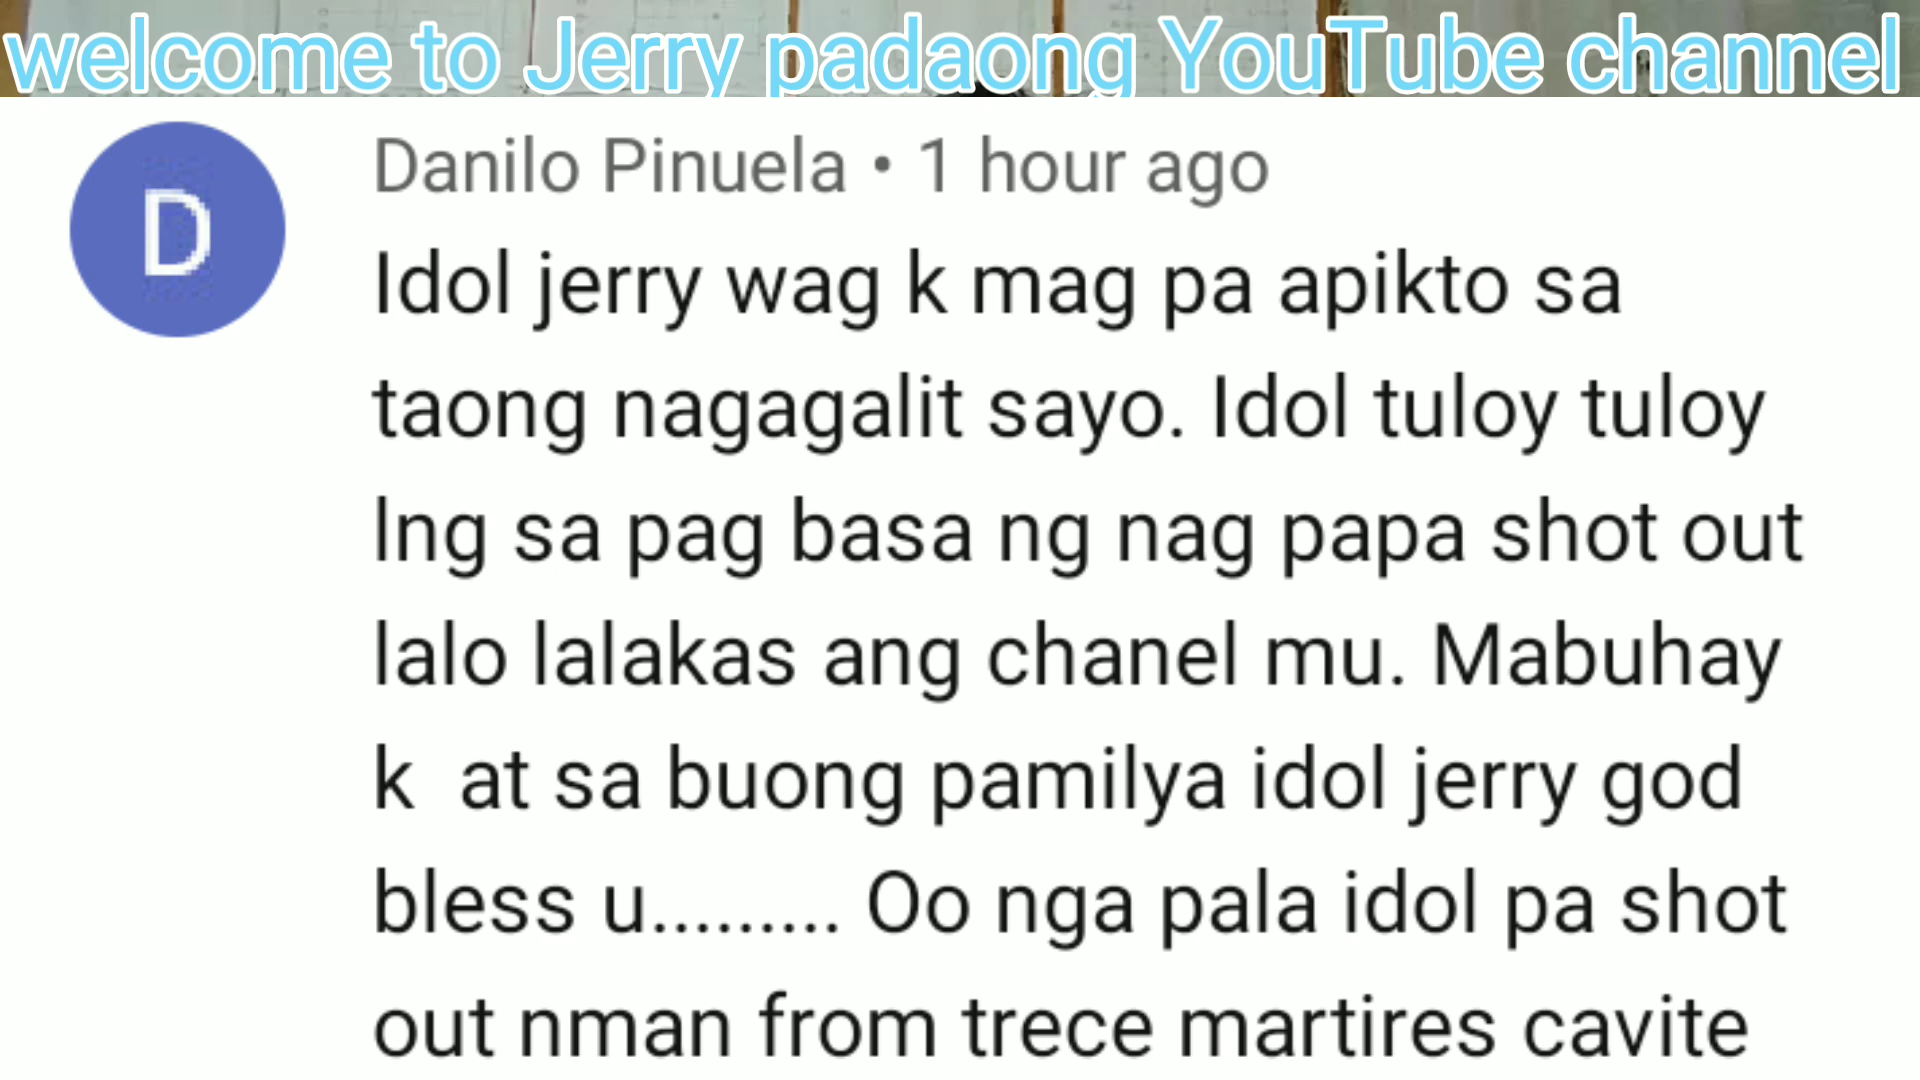 welcome to Jerry padaong YouTube channel
D
Danilo Pinuela • 1 hour ago
Idol jerry wag k mag pa apikto sa
taong nagagalit sayo. Idol tuloy tuloy
lng sa pag basa ng nag papa shot out
lalo lalakas ang chanel mu. Mabuhay
k  at sa buong pamilya idol jerry god
bless u......... Oo nga pala idol pa shot
out nman from trece martires cavite